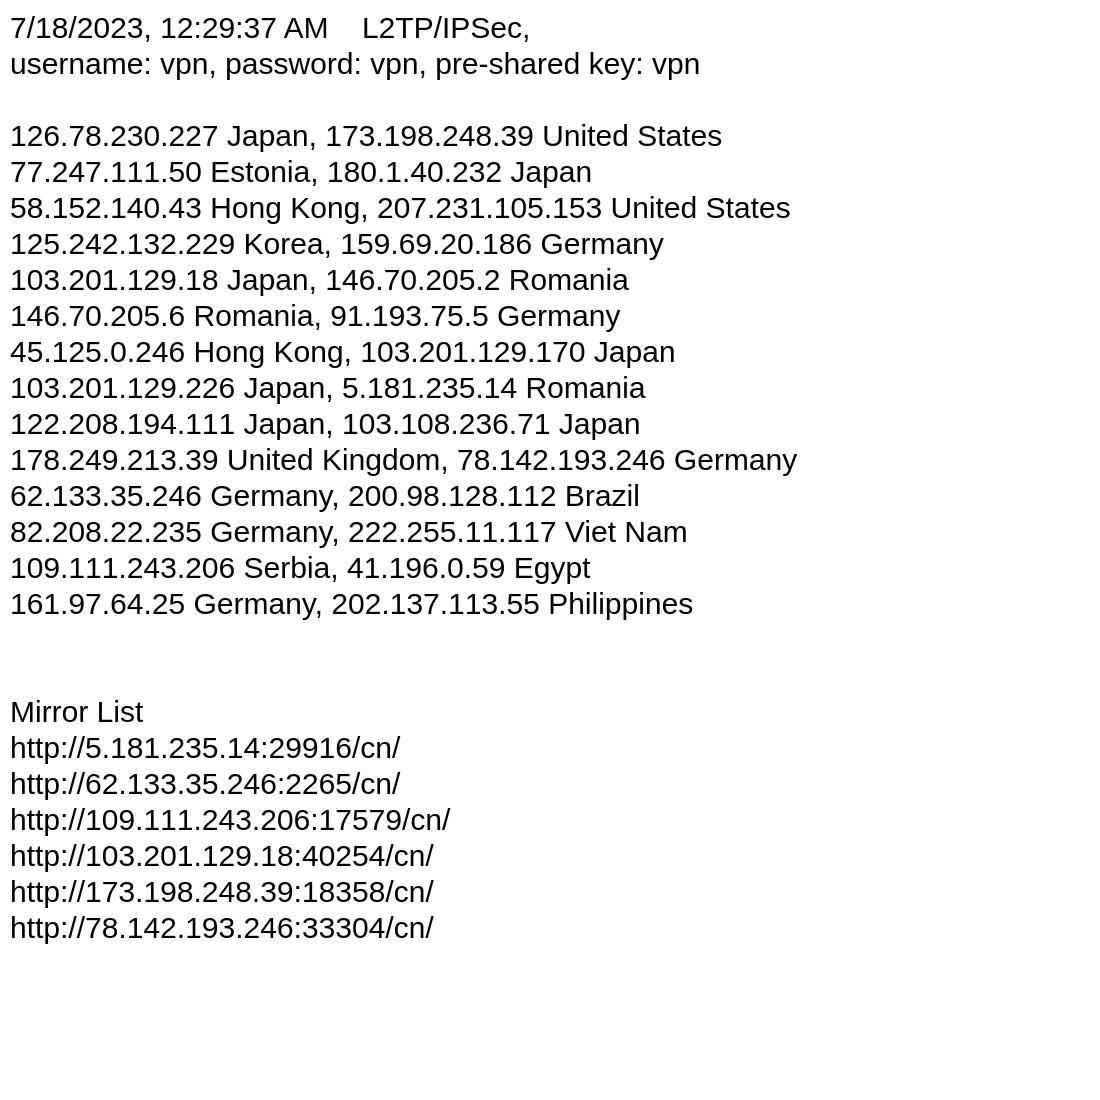 7/18/2023, 12:29:37 AM    L2TP/IPSec,
username: vpn, password: vpn, pre-shared key: vpn
126.78.230.227 Japan, 173.198.248.39 United States
77.247.111.50 Estonia, 180.1.40.232 Japan
58.152.140.43 Hong Kong, 207.231.105.153 United States
125.242.132.229 Korea, 159.69.20.186 Germany
103.201.129.18 Japan, 146.70.205.2 Romania
146.70.205.6 Romania, 91.193.75.5 Germany
45.125.0.246 Hong Kong, 103.201.129.170 Japan
103.201.129.226 Japan, 5.181.235.14 Romania
122.208.194.111 Japan, 103.108.236.71 Japan
178.249.213.39 United Kingdom, 78.142.193.246 Germany
62.133.35.246 Germany, 200.98.128.112 Brazil
82.208.22.235 Germany, 222.255.11.117 Viet Nam
109.111.243.206 Serbia, 41.196.0.59 Egypt
161.97.64.25 Germany, 202.137.113.55 Philippines
Mirror List
http://5.181.235.14:29916/cn/
http://62.133.35.246:2265/cn/
http://109.111.243.206:17579/cn/
http://103.201.129.18:40254/cn/
http://173.198.248.39:18358/cn/
http://78.142.193.246:33304/cn/